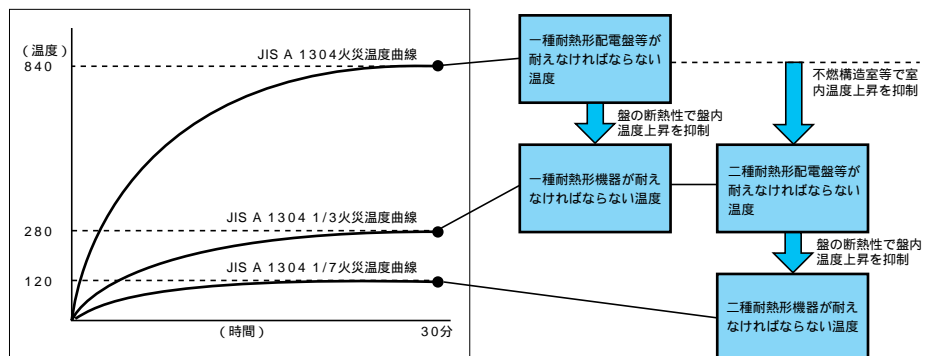 (温度)
840
280
120
JIS A 1304火災温度曲線
JIS A 1304 1/3火災温度曲線
JIS A 1304 1/7火災温度曲線
(時間)
30分
一種耐熱形配電盤等が
耐えなければならない
温度
盤の断熱性で盤内
温度上昇を抑制
一種耐熱形機器が耐え
なければならない温度
不燃構造室等で室
内温度上昇を抑制
二種耐熱形配電盤等が
耐えなければならない
温度
盤の断熱性で盤内
温度上昇を抑制
二種耐熱形機器が耐え
なければならない温度